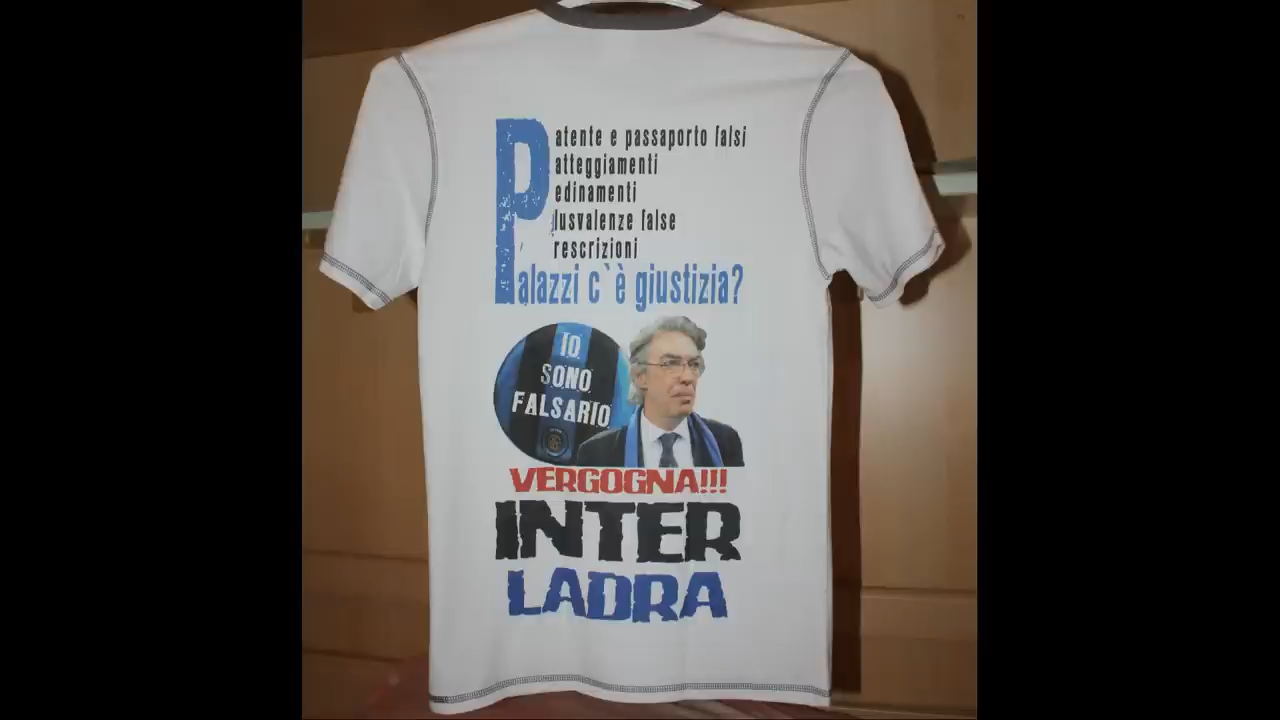 Patente e passaporto falsi
Patteggiamenti
Pedinamenti
Plusvalenze false
Prescrizioni
Palazzi c`è giustizia?
IO
SONO
FALSARIO
VERGOGNA!!!
INTER
LADRA